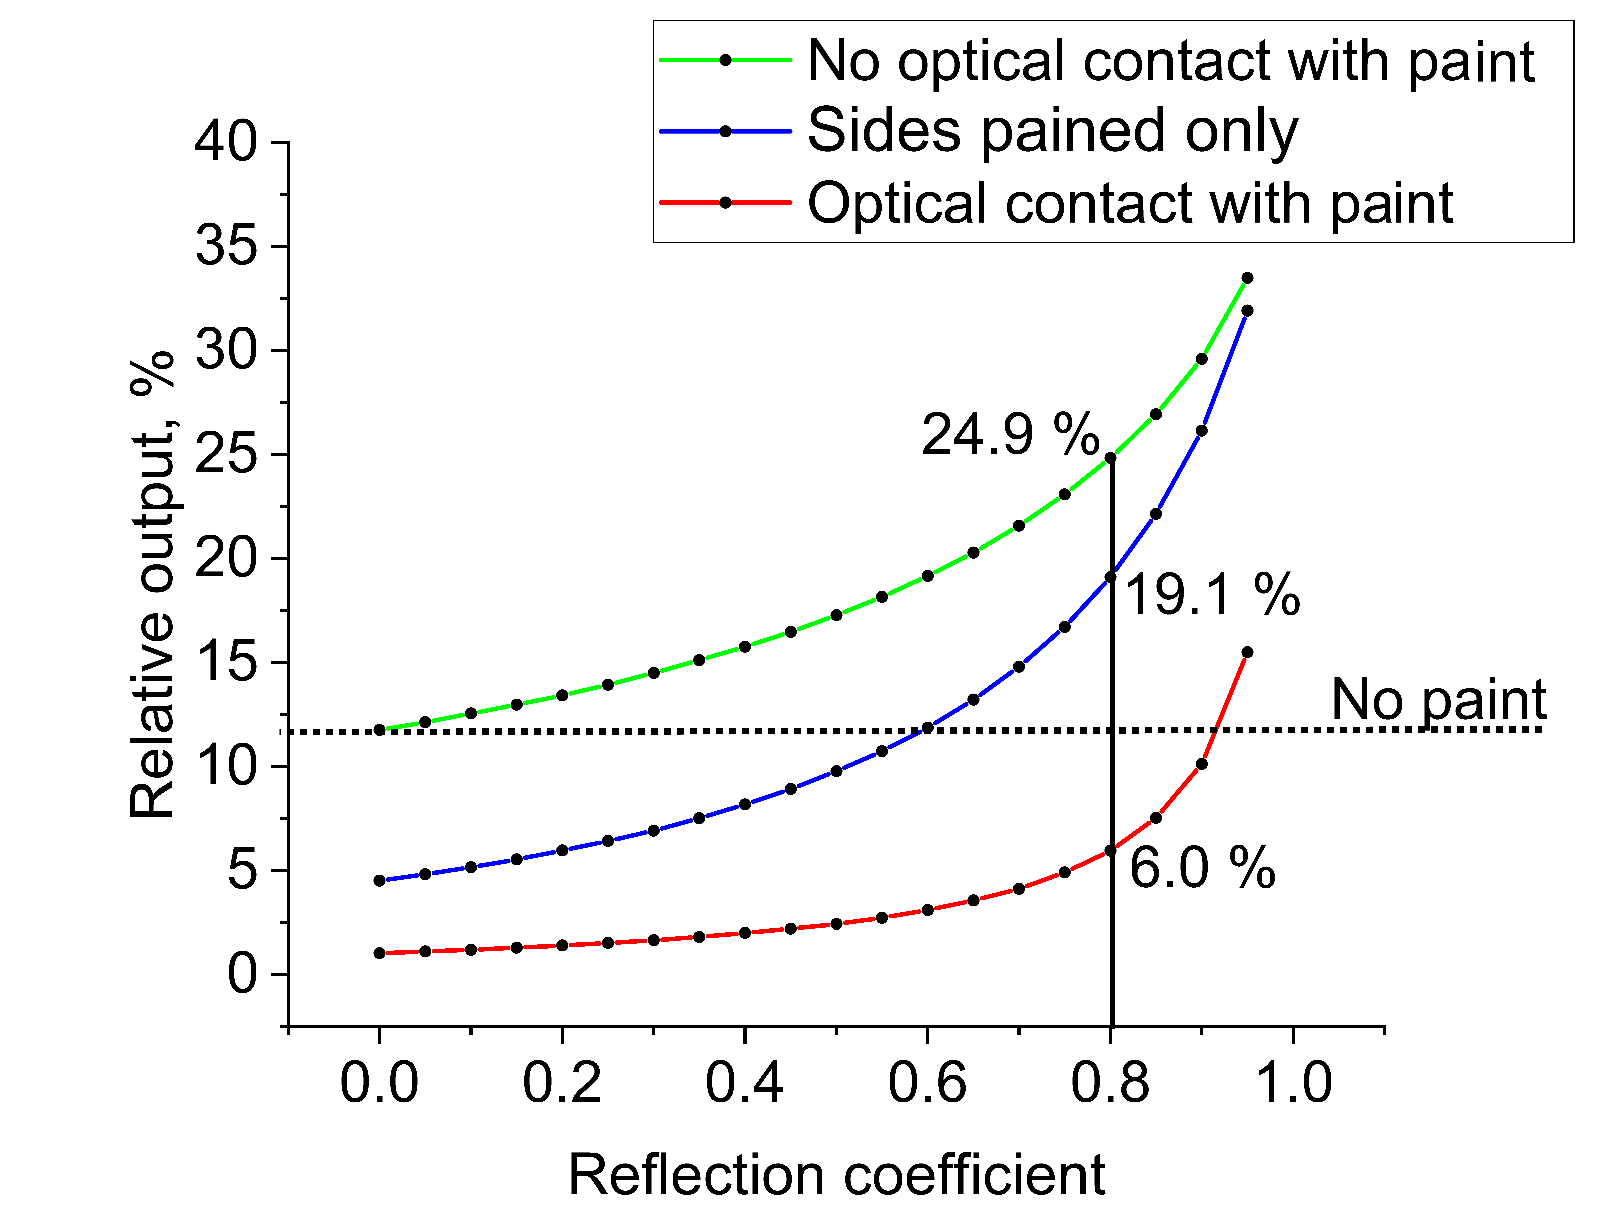 No optical contact with paint
Sides pained only
Optical contact with paint
40
35
30
25
20
15
10
5
0
Relative output, %
24.9 %
19.1 %
No paint
6.0 %
0.0 0.2 0.4 0.6 0.8 1.0
Reflection coefficient